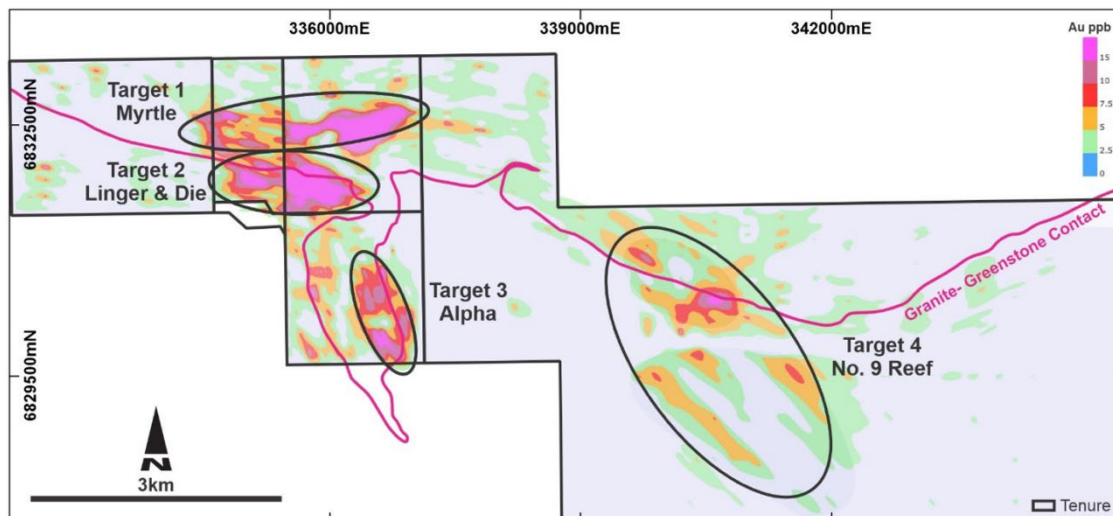 336000mE
339000mE
342000mE
Au ppb
15
10
7.5
5
2.5
0
6832500mN
6829500mN
Target 1
Myrtle
Target 2
Linger & Die
Target 3
Alpha
Target 4
No. 9 Reef
Granite- Greenstone Contact
N
3km
Tenure